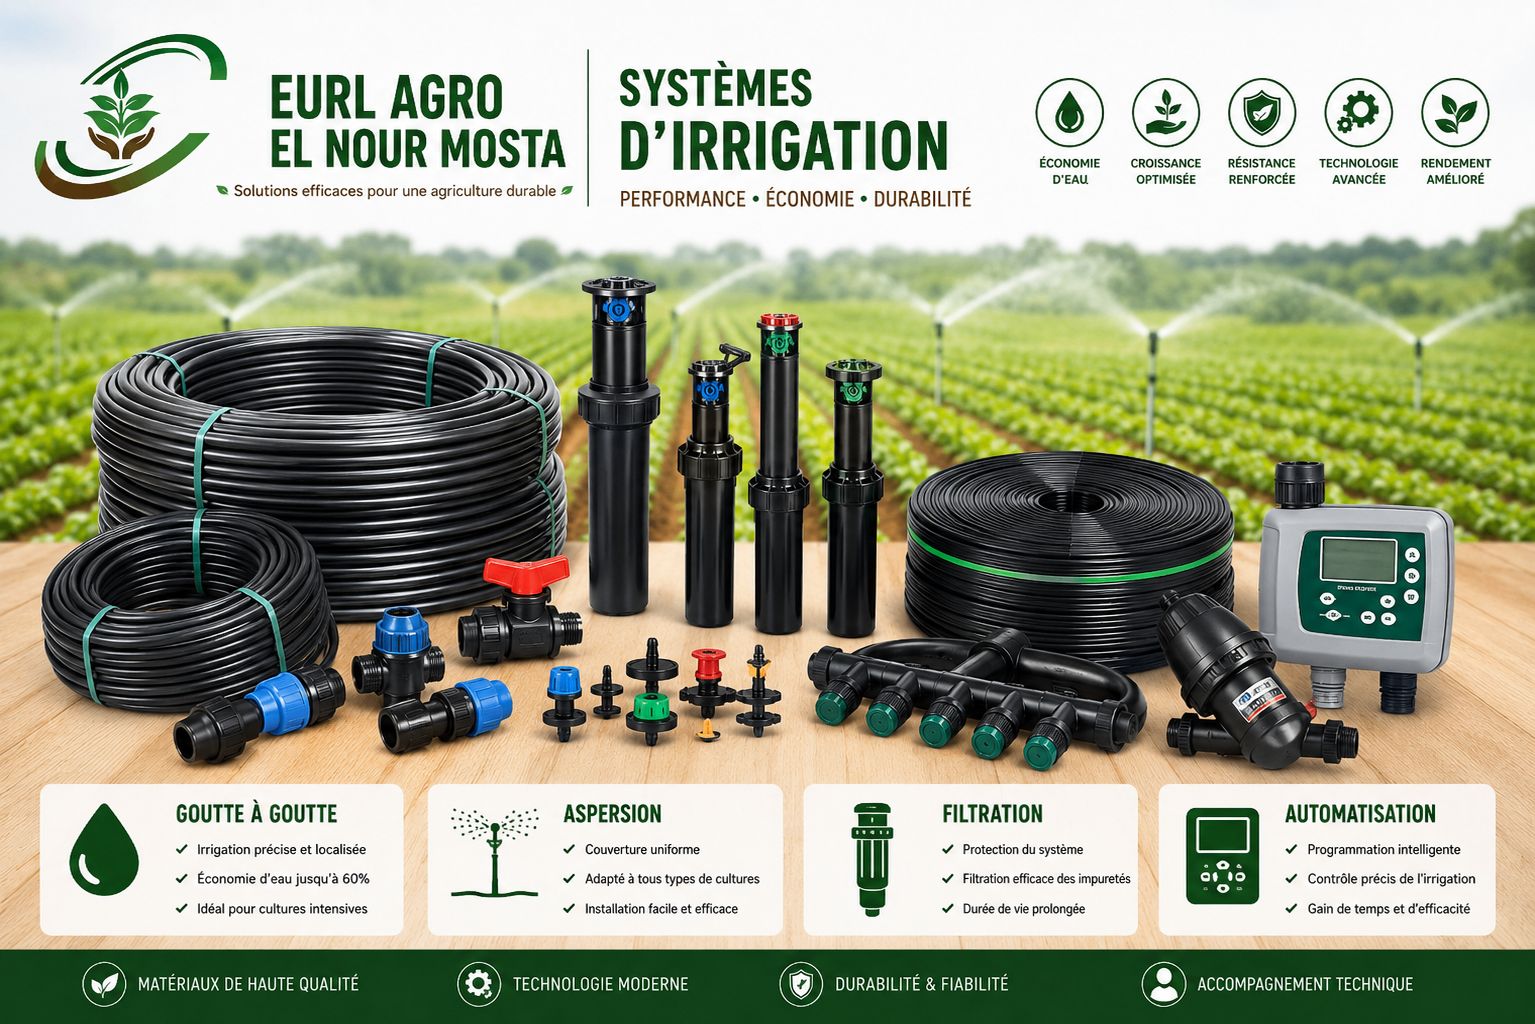 EURL AGRO
EL NOUR MOSTA
Solutions efficaces pour une agriculture durable
SYSTÈMES
D'IRRIGATION
PERFORMANCE • ÉCONOMIE • DURABILITÉ
ÉCONOMIE
D'EAU
CROISSANCE
OPTIMISÉE
RÉSISTANCE
RENFORCÉE
TECHNOLOGIE
AVANCÉE
RENDEMENT
AMÉLIORÉ
GOUTTE À GOUTTE
Irrigation précise et localisée
Économie d'eau jusqu'à 60%
Idéal pour cultures intensives
ASPERSION
Couverture uniforme
Adapté à tous types de cultures
Installation facile et efficace
FILTRATION
Protection du système
Filtration efficace des impuretés
Durée de vie prolongée
AUTOMATISATION
Programmation intelligente
Contrôle précis de l'irrigation
Gain de temps et d'efficacité
MATÉRIAUX DE HAUTE QUALITÉ
TECHNOLOGIE MODERNE
DURABILITÉ & FIABILITÉ
ACCOMPAGNEMENT TECHNIQUE